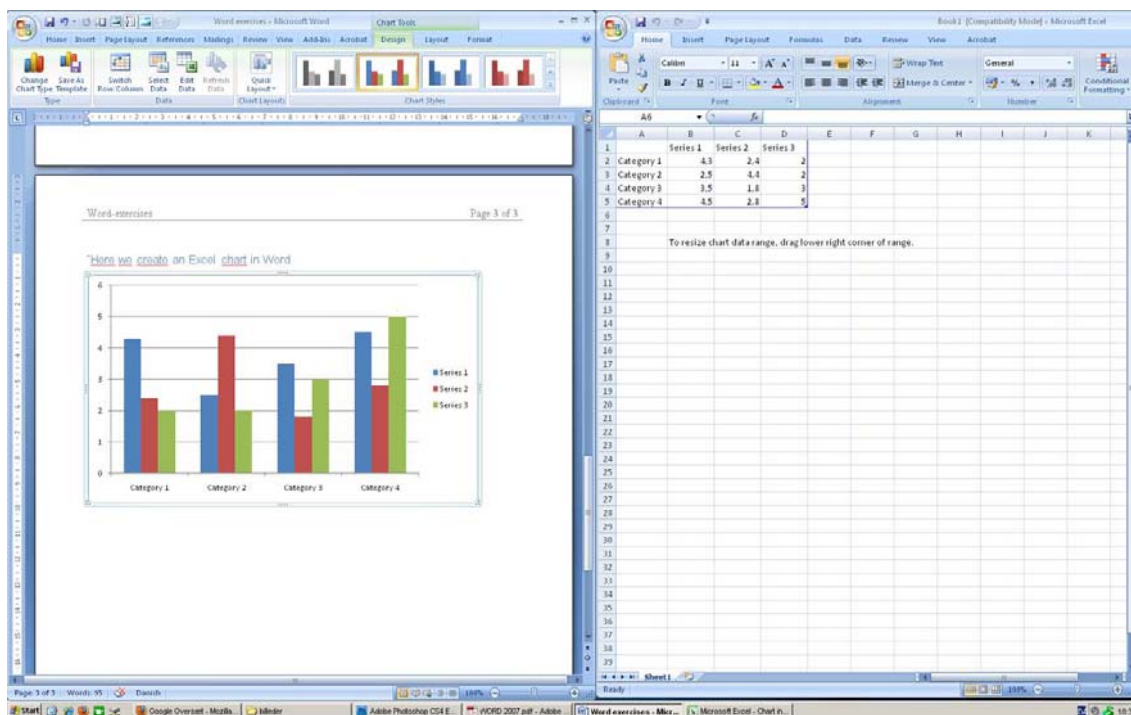 Word-exercises - Microsoft Word
Chart Tools
Home Insert Page Layout References Mailings Review View Add-Ins Acrobat Design Layout Format
Change Chart Type
Save As Template
Switch Row/Column
Select Data
Edit Data
Refresh Data
Quick Layout
Type
Data
Chart Layouts
Chart Styles
Word-exercises Page 3 of 3
"Here we create an Excel chart in Word
6
5
4
3
2
1
0
Category 1 Category 2 Category 3 Category 4
Series 1
Series 2
Series 3
Page: 3 of 3 Words: 95 Danish 100%
Book1 [Compatibility Mode] - Microsoft Excel
Home Insert Page Layout Formulas Data Review View Acrobat
Paste
Calibri 11
B I U
A A
Wrap Text
Merge & Center
General
Conditional Formatting
Clipboard Font Alignment Number
A6 fx
A B C D E F G H I J K
1 Series 1 Series 2 Series 3
2 Category 1 4.3 2.4 2
3 Category 2 2.5 4.4 2
4 Category 3 3.5 1.8 3
5 Category 4 4.5 2.8 5
6
7
8 To resize chart data range, drag lower right corner of range.
9
10
11
12
13
14
15
16
17
18
19
20
21
22
23
24
25
26
27
28
29
30
31
32
33
34
35
36
37
38
39
Sheet1
Ready 100%
Start
Google Oversæt - Mozilla...
billeder
Adobe Photoshop CS4 E...
WORD 2007.pdf - Adobe ...
Word-exercises - Micr...
Microsoft Excel - Chart in...